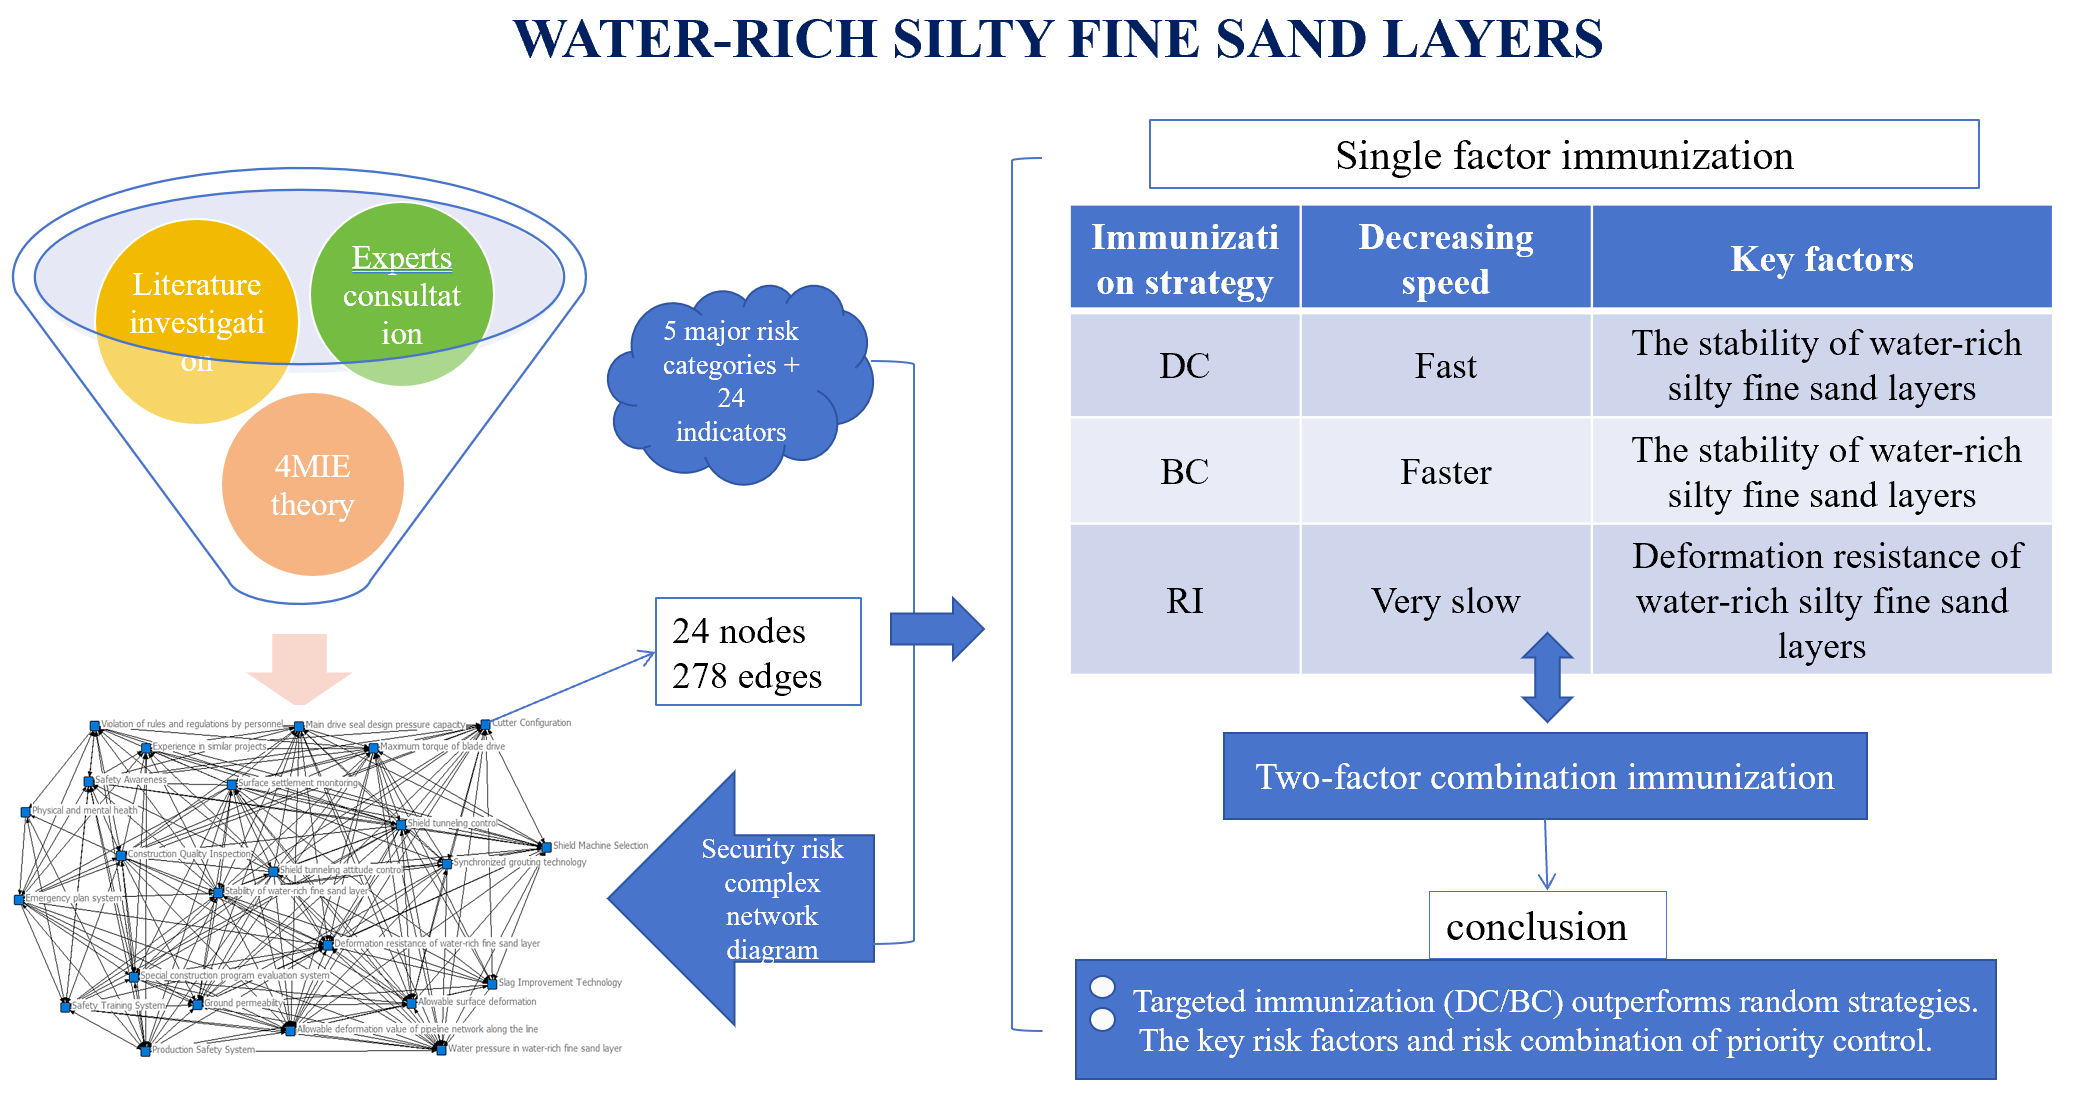 WATER-RICH SILTY FINE SAND LAYERS
Literature
investigati
on
Experts
consultat
ion
4MIE
theory
5 major risk
categories +
24
indicators
24 nodes
278 edges
Violation of rules and regulations by personnel
Main drive seal design pressure capacity
Cutter Configuration
Experience in similar projects
Maximum torque of blade drive
Safety Awareness
Surface settlement monitoring
Physical and mental health
Shield tunneling control
Shield Machine Selection
Construction Quality Inspection
Synchronized grouting technology
Shield tunneling attitude control
Stability of water-rich fine sand layer
Emergency plan system
Deformation resistance of water-rich fine sand layer
Special construction program evaluation system
Slag Improvement Technology
Safety Training System
Ground permeablity
Allowable surface deformation
Allowable deformation value of pipeline network along the line
Production Safety System
Water pressure in water-rich fine sand layer
Security risk
complex
network
diagram
Single factor immunization
Immunizati
on strategy
Decreasing
speed
Key factors
DC
Fast
The stability of water-rich
silty fine sand layers
BC
Faster
The stability of water-rich
silty fine sand layers
RI
Very slow
Deformation resistance of
water-rich silty fine sand
layers
Two-factor combination immunization
conclusion
Targeted immunization (DC/BC) outperforms random strategies.
The key risk factors and risk combination of priority control.